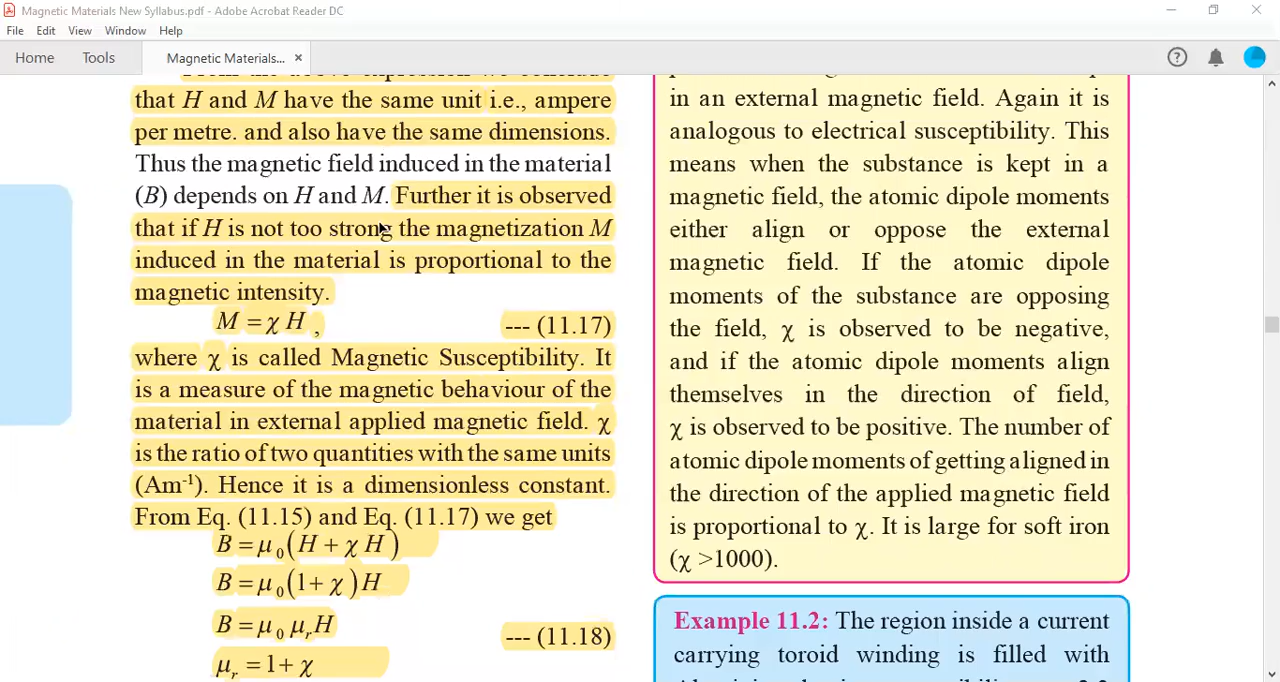 Magnetic Materials New Syllabus.pdf - Adobe Acrobat Reader DC
File Edit View Window Help
Home Tools Magnetic Materials... ×
From the above expression we conclude
that H and M have the same unit i.e., ampere
per metre. and also have the same dimensions.
Thus the magnetic field induced in the material
(B) depends on H and M. Further it is observed
that if H is not too strong the magnetization M
induced in the material is proportional to the
magnetic intensity.
M = χ H , --- (11.17)
where χ is called Magnetic Susceptibility. It
is a measure of the magnetic behaviour of the
material in external applied magnetic field. χ
is the ratio of two quantities with the same units
(Am⁻¹). Hence it is a dimensionless constant.
From Eq. (11.15) and Eq. (11.17) we get
B = μ₀(H + χ H)
B = μ₀(1+ χ)H
B = μ₀ μᵣH --- (11.18)
μᵣ = 1+ χ
in an external magnetic field. Again it is
analogous to electrical susceptibility. This
means when the substance is kept in a
magnetic field, the atomic dipole moments
either align or oppose the external
magnetic field. If the atomic dipole
moments of the substance are opposing
the field, χ is observed to be negative,
and if the atomic dipole moments align
themselves in the direction of field,
χ is observed to be positive. The number of
atomic dipole moments of getting aligned in
the direction of the applied magnetic field
is proportional to χ. It is large for soft iron
(χ >1000).
Example 11.2: The region inside a current
carrying toroid winding is filled with